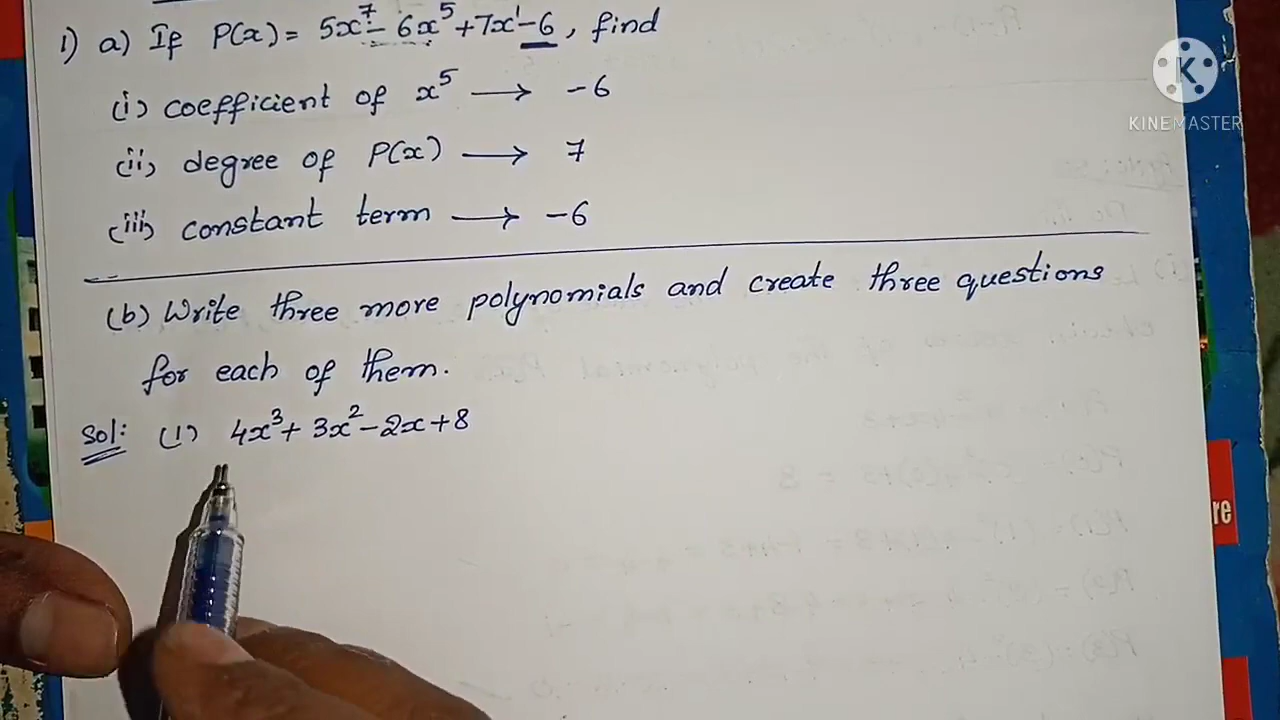 1) a) If P(x) = 5x⁷ - 6x⁵ + 7x¹ - 6, find
(i) coefficient of x⁵ → -6
(ii) degree of P(x) → 7
(iii) constant term → -6
(b) Write three more polynomials and create three questions
for each of them.
Sol: (1) 4x³ + 3x² - 2x + 8
K
KINEMASTER
re